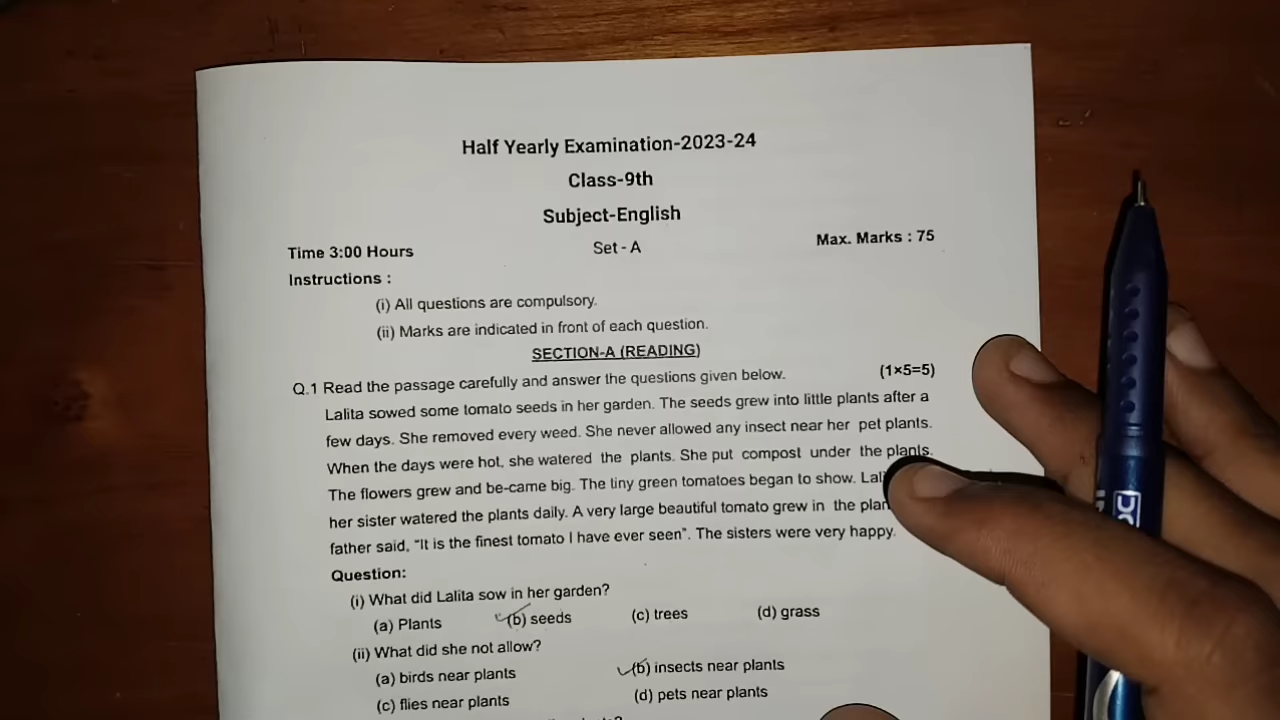 Half Yearly Examination-2023-24
Class-9th
Subject-English
Time 3:00 Hours Set - A Max. Marks : 75
Instructions :
(i) All questions are compulsory.
(ii) Marks are indicated in front of each question.
SECTION-A (READING)
Q.1 Read the passage carefully and answer the questions given below. (1×5=5)
Lalita sowed some tomato seeds in her garden. The seeds grew into little plants after a
few days. She removed every weed. She never allowed any insect near her pet plants.
When the days were hot, she watered the plants. She put compost under the plants.
The flowers grew and be-came big. The tiny green tomatoes began to show.
her sister watered the plants daily. A very large beautiful tomato grew in the
father said, "It is the finest tomato I have ever seen". The sisters were very happy.
Question:
(i) What did Lalita sow in her garden?
(a) Plants (b) seeds (c) trees (d) grass
(ii) What did she not allow?
(a) birds near plants (b) insects near plants
(c) flies near plants (d) pets near plants